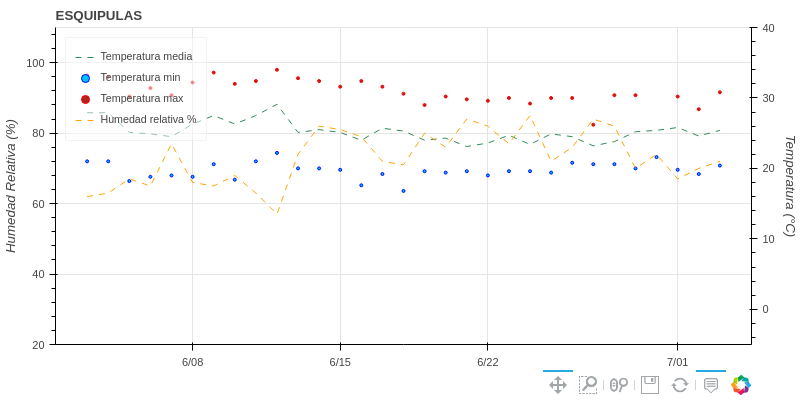 ESQUIPULAS
Temperatura media
Temperatura min
Temperatura max
Humedad relativa %
Humedad Relativa (%)
100
80
60
40
20
Temperatura (°C)
40
30
20
10
0
6/08
6/15
6/22
7/01